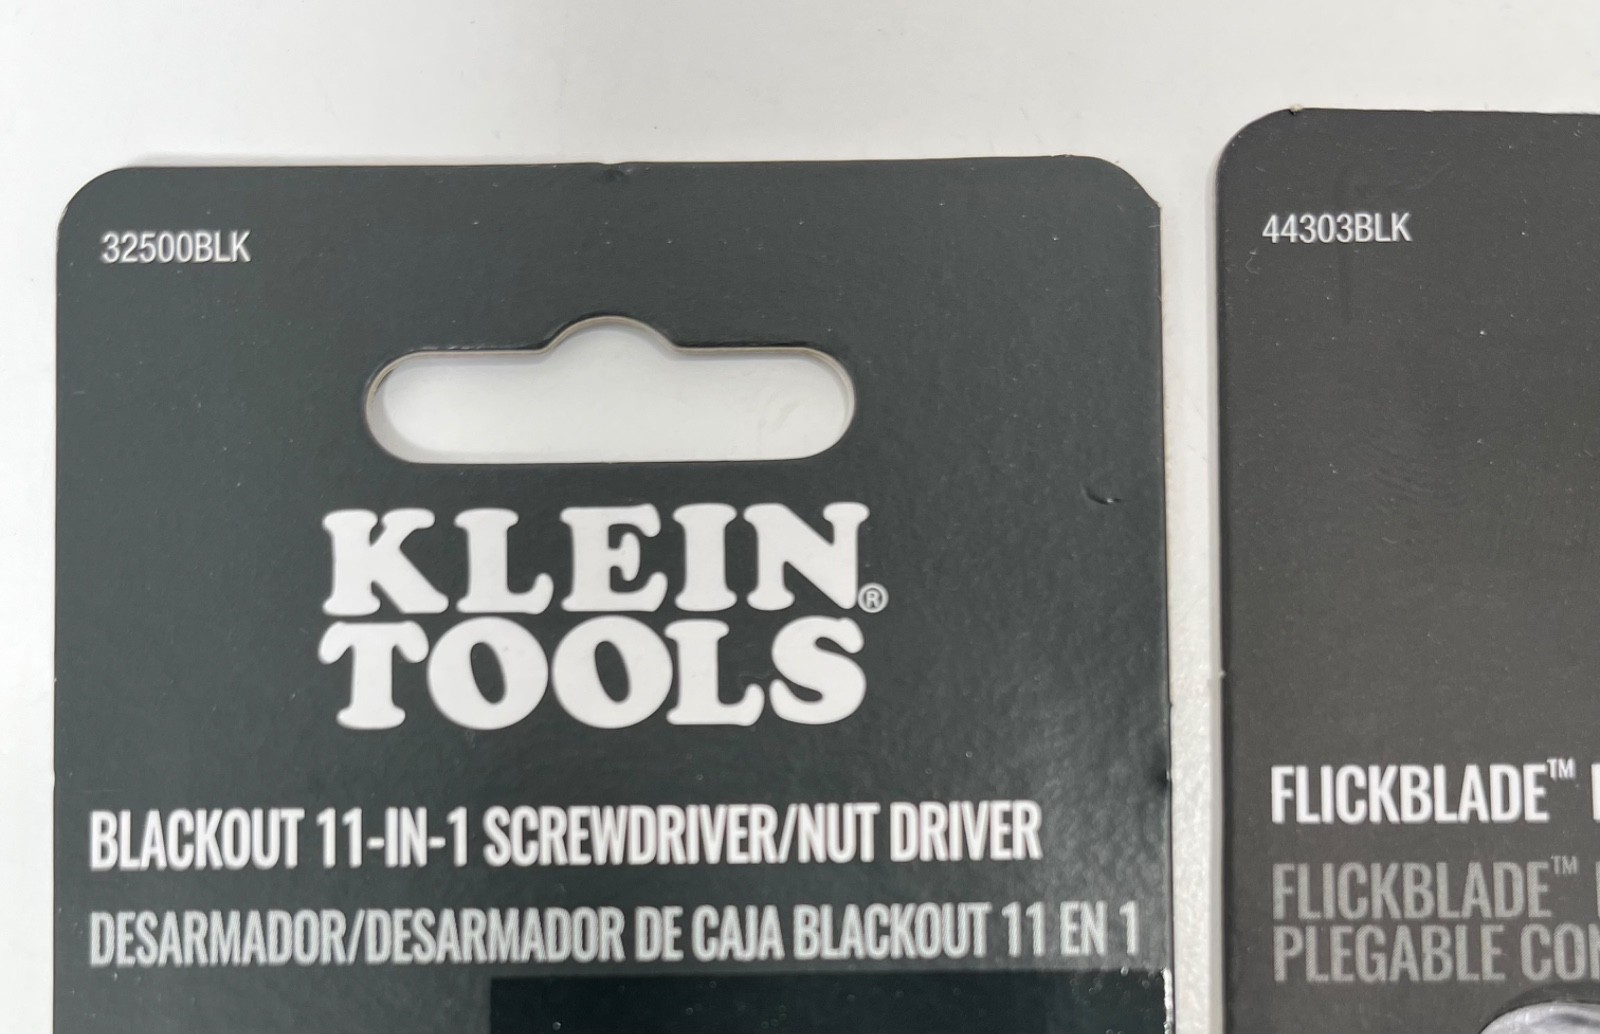 32500BLK
KLEIN
TOOLS®
BLACKOUT 11-IN-1 SCREWDRIVER/NUT DRIVER
DESARMADOR/DESARMADOR DE CAJA BLACKOUT 11 EN 1
44303BLK
FLICKBLADE™
FLICKBLADE™
PLEGABLE